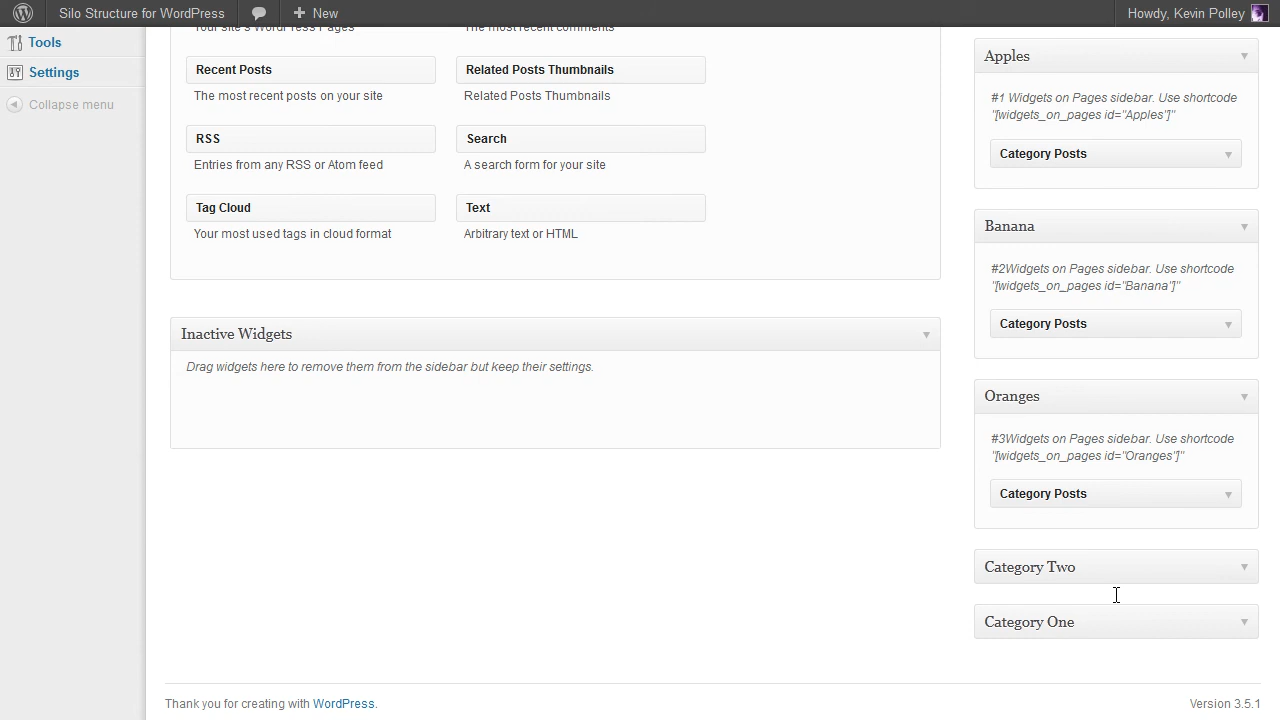 Silo Structure for WordPress
New
Howdy, Kevin Polley
Tools
Settings
Collapse menu
Your site's WordPress Pages
The most recent comments
Recent Posts
The most recent posts on your site
Related Posts Thumbnails
Related Posts Thumbnails
RSS
Entries from any RSS or Atom feed
Search
A search form for your site
Tag Cloud
Your most used tags in cloud format
Text
Arbitrary text or HTML
Inactive Widgets
Drag widgets here to remove them from the sidebar but keep their settings.
Apples
#1 Widgets on Pages sidebar. Use shortcode
"[widgets_on_pages id="Apples"]"
Category Posts
Banana
#2Widgets on Pages sidebar. Use shortcode
"[widgets_on_pages id="Banana"]"
Category Posts
Oranges
#3Widgets on Pages sidebar. Use shortcode
"[widgets_on_pages id="Oranges"]"
Category Posts
Category Two
Category One
Thank you for creating with WordPress.
Version 3.5.1